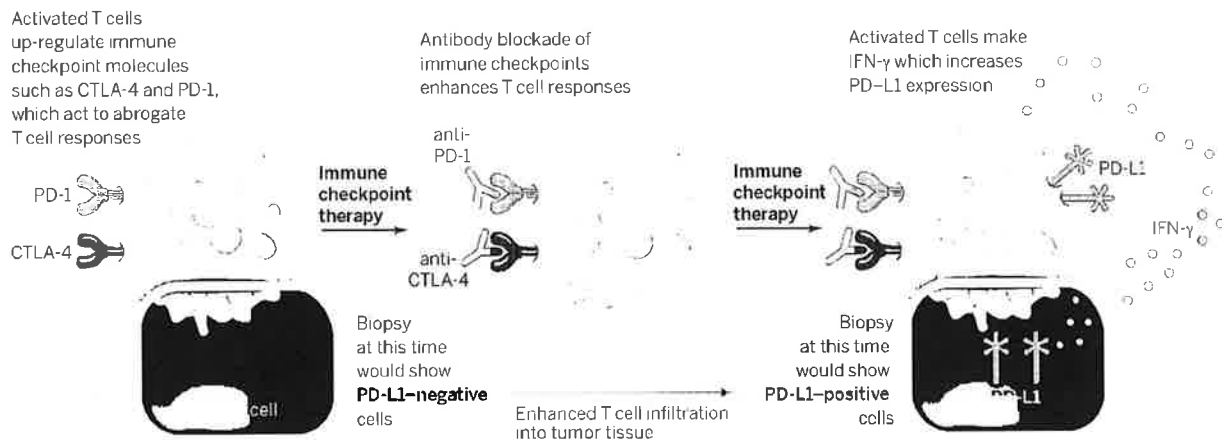 Activated T cells
up-regulate immune
checkpoint molecules
such as CTLA-4 and PD-1,
which act to abrogate
T cell responses
PD-1
CTLA-4
cell
Immune
checkpoint
therapy
Antibody blockade of
immune checkpoints
enhances T cell responses
anti-
PD-1
anti-
CTLA-4
Biopsy
at this time
would show
PD-L1–negative
cells
Enhanced T cell infiltration
into tumor tissue
Immune
checkpoint
therapy
Activated T cells make
IFN-γ which increases
PD–L1 expression
PD-L1
IFN-γ
Biopsy
at this time
would show
PD-L1–positive
cells
PD-L1